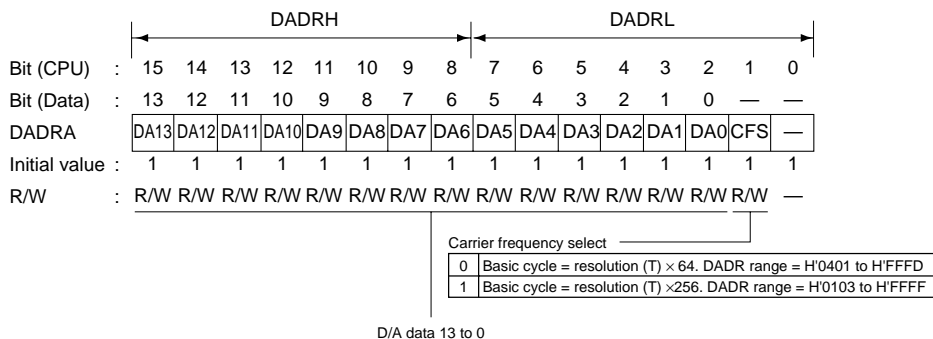 DADRH DADRL
Bit (CPU) : 15 14 13 12 11 10 9 8 7 6 5 4 3 2 1 0
Bit (Data) : 13 12 11 10 9 8 7 6 5 4 3 2 1 0 — —
DADRA DA13 DA12 DA11 DA10 DA9 DA8 DA7 DA6 DA5 DA4 DA3 DA2 DA1 DA0 CFS —
Initial value : 1 1 1 1 1 1 1 1 1 1 1 1 1 1 1 1
R/W : R/W R/W R/W R/W R/W R/W R/W R/W R/W R/W R/W R/W R/W R/W R/W —
Carrier frequency select
0 Basic cycle = resolution (T) × 64. DADR range = H'0401 to H'FFFD
1 Basic cycle = resolution (T) ×256. DADR range = H'0103 to H'FFFF
D/A data 13 to 0